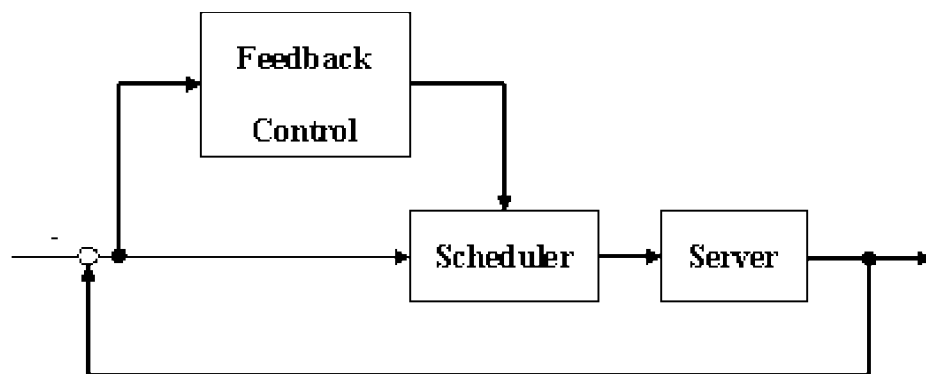 Feedback
Control
-
Scheduler
Server